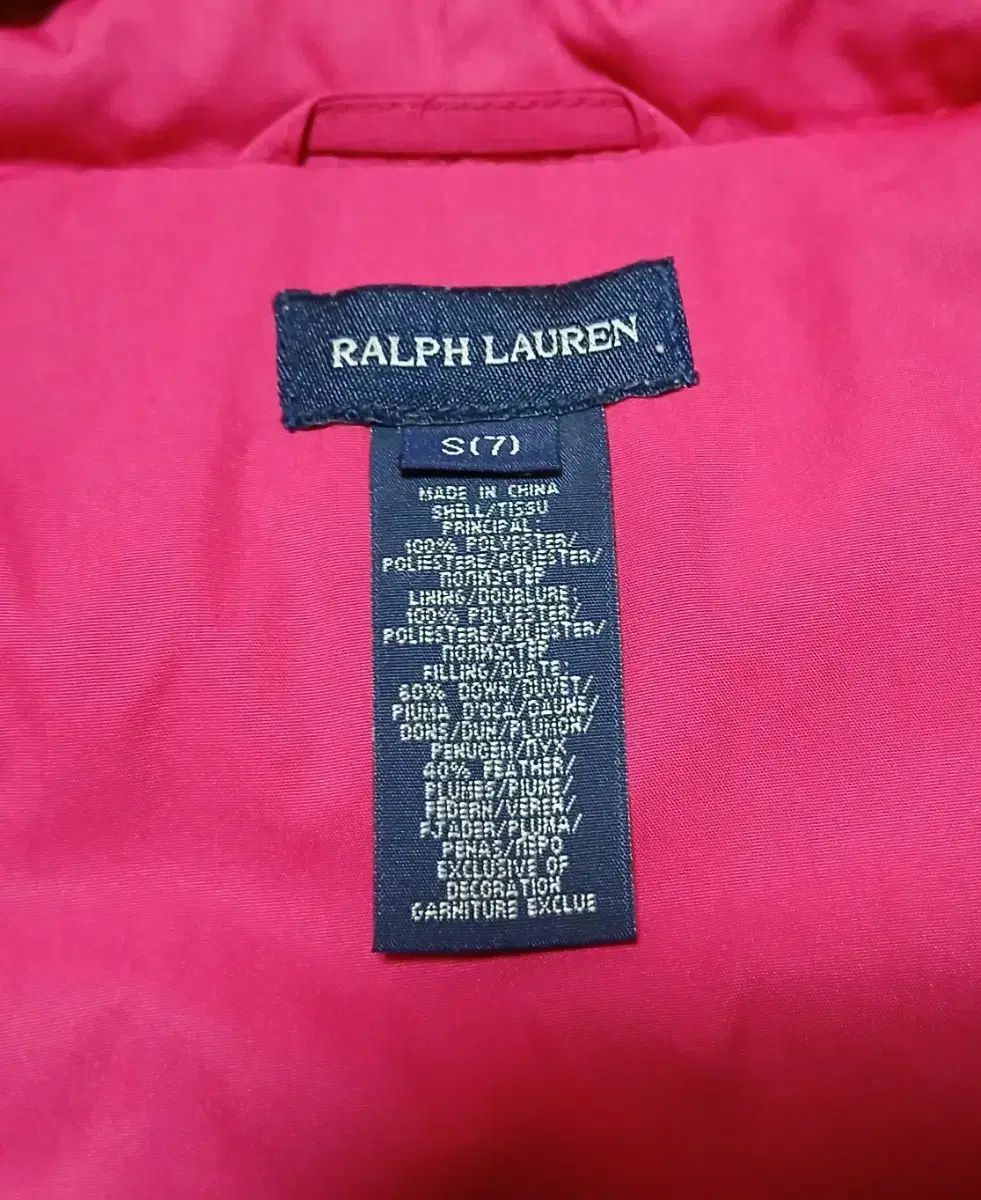 RALPH LAUREN
S(7)
MADE IN CHINA
SHELL/TISSU
PRINCIPAL:
100% POLYESTER/
POLIESTERE/POLIESTER/
ПОЛИЭСТЕР
LINING/DOUBLURE:
100% POLYESTER/
POLIESTERE/POLIESTER/
ПОЛИЭСТЕР
FILLING/OUATE:
60% DOWN/DUVET/
PIUMA D'OCA/DAUNE/
DONS/DUN/PLUMON/
PENUGEM/ПУХ
40% FEATHER/
PLUMES/PIUME/
FEDERN/VEREN/
FJADER/PLUMA/
PENAS/ПЕРО
EXCLUSIVE OF
DECORATION
GARNITURE EXCLUE